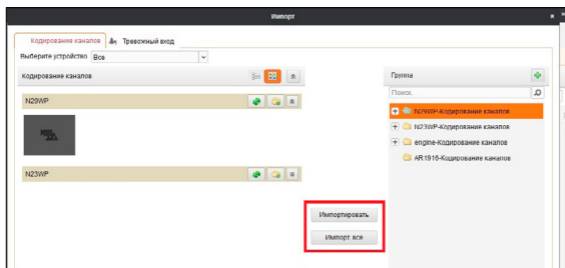 Импорт
Кодирование каналов
Тревожный вход
Выберите устройство Все
Кодирование каналов
Группа
Поиск.
N29WP
N29WP-Кодирование каналов
N23WP-Кодирование каналов
engine-Кодирование каналов
AR1916-Кодирование каналов
N23WP
Импортировать
Импорт все